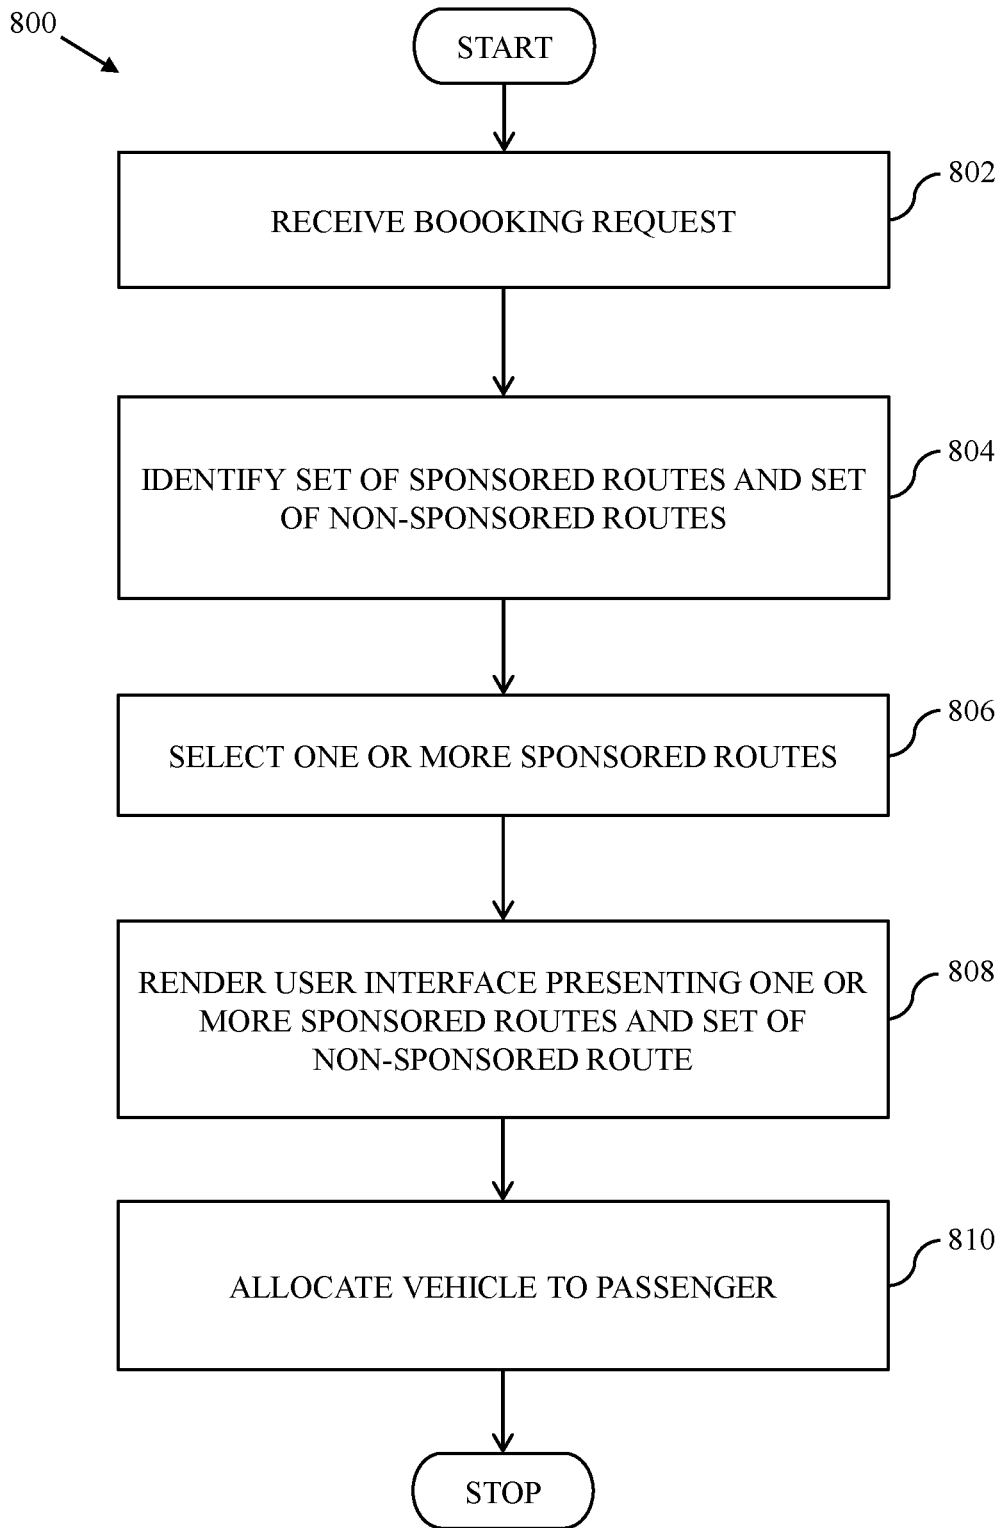 800
START
802
RECEIVE BOOOKING REQUEST
804
IDENTIFY SET OF SPONSORED ROUTES AND SET
OF NON-SPONSORED ROUTES
806
SELECT ONE OR MORE SPONSORED ROUTES
808
RENDER USER INTERFACE PRESENTING ONE OR
MORE SPONSORED ROUTES AND SET OF
NON-SPONSORED ROUTE
810
ALLOCATE VEHICLE TO PASSENGER
STOP